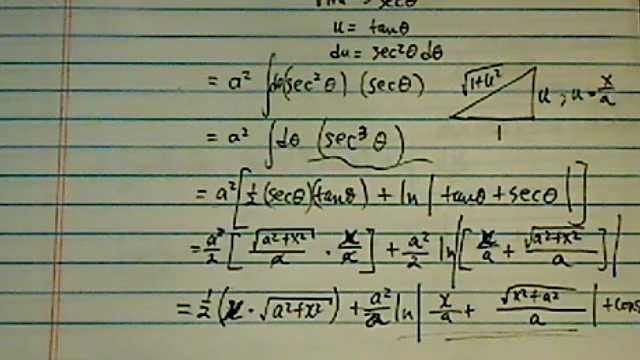 secθ
u = tanθ
du = sec²θ dθ
= a² ∫ dθ (sec²θ) (secθ)
√(1+u²) u ; u = x/a
1
= a² ∫ dθ (sec³ θ)
= a² [ ½ (secθ)(tanθ) + ln | tanθ + secθ | ]
= a²/2 [ √(a²+x²)/a · x/a ] + a²/2 ln | [ x/a + √(a²+x²)/a ] |
= ½ (x · √(a²+x²)) + a²/a ln | x/a + √(x²+a²)/a | +